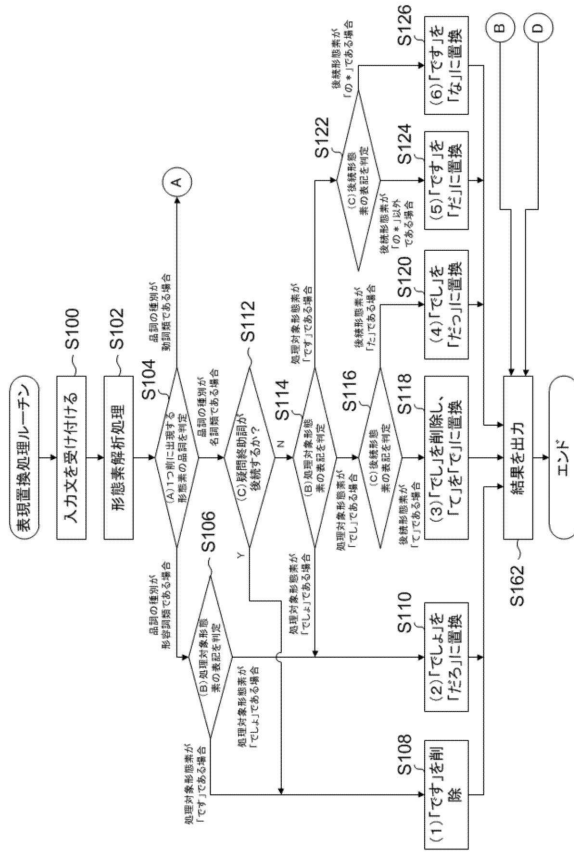 表現置換処理ルーチン
入力文を受け付ける
S100
形態素解析処理
S102
(A)1つ前に出現する
形態素の品詞を判定
S104
品詞の種別が
動詞類である場合
A
品詞の種別が
形容詞類である場合
品詞の種別が
名詞類である場合
(B)処理対象形態
素の表記を判定
S106
(C)疑問終助詞が
後続するか?
S112
Y
N
処理対象形態素が
「です」である場合
処理対象形態素が
「でしょ」である場合
処理対象形態素が
「でしょ」である場合
(B)処理対象形態
素の表記を判定
S114
処理対象形態素が
「です」である場合
処理対象形態素が
「でし」である場合
(C)後続形態
素の表記を判定
S116
後続形態素が
「た」である場合
後続形態素が
「て」である場合
(C)後続形態
素の表記を判定
S122
後続形態素が
「の*」である場合
後続形態素が
「の*」以外
である場合
S108
(1)「です」を削
除
S110
(2)「でしょ」を
「だろ」に置換
S118
(3)「でし」を削除し、
「て」を「で」に置換
S120
(4)「でし」を
「だっ」に置換
S124
(5)「です」を
「だ」に置換
S126
(6)「です」を
「な」に置換
B
D
結果を出力
S162
エンド